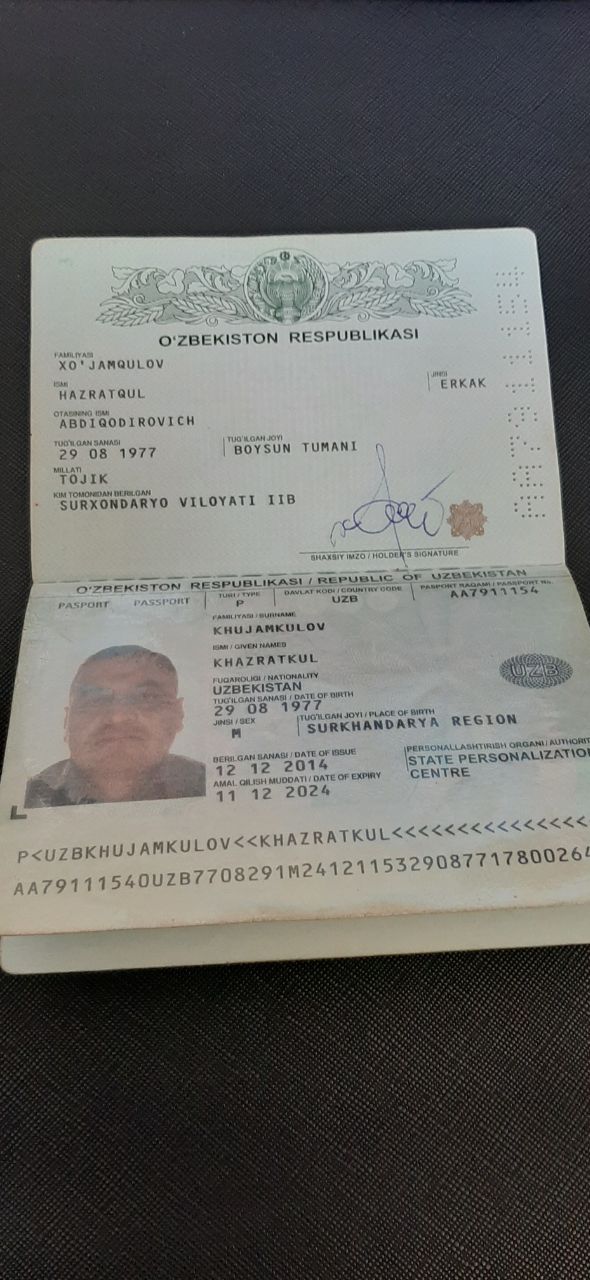 O'ZBEKISTON RESPUBLIKASI
FAMILIYASI
XO'JAMQULOV
ISMI
HAZRATQUL
JINSI
ERKAK
OTASINING ISMI
ABDIQODIROVICH
TUG'ILGAN SANASI
29 08 1977
TUG'ILGAN JOYI
BOYSUN TUMANI
MILLATI
TOJIK
KIM TOMONIDAN BERILGAN
SURXONDARYO VILOYATI IIB
SHAXSIY IMZO / HOLDER'S SIGNATURE
O'ZBEKISTON RESPUBLIKASI / REPUBLIC OF UZBEKISTAN
PASPORT PASSPORT
TURI / TYPE
P
DAVLAT KODI / COUNTRY CODE
UZB
PASPORT RAQAMI / PASSPORT No.
AA7911154
FAMILIYASI / SURNAME
KHUJAMKULOV
ISMI / GIVEN NAMES
KHAZRATKUL
UZB
FUQAROLIGI / NATIONALITY
UZBEKISTAN
TUG'ILGAN SANASI / DATE OF BIRTH
29 08 1977
JINSI / SEX
M
TUG'ILGAN JOYI / PLACE OF BIRTH
SURKHANDARYA REGION
BERILGAN SANASI / DATE OF ISSUE
12 12 2014
PERSONALLASHTIRISH ORGANI / AUTHORIT
STATE PERSONALIZATIO
CENTRE
AMAL QILISH MUDDATI / DATE OF EXPIRY
11 12 2024
P<UZBKHUJAMKULOV<<KHAZRATKUL<<<<<<<<<<<<<<<<
AA79111540UZB7708291M2412115329087717800264